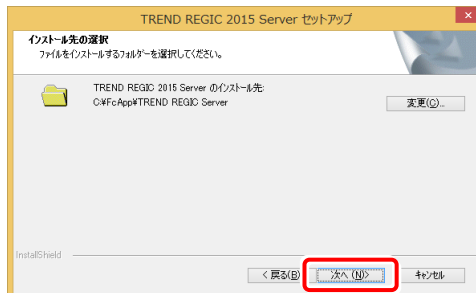 TREND REGIC 2015 Server セットアップ
インストール先の選択
ファイルをインストールするフォルダーを選択してください。
TREND REGIC 2015 Server のインストール先:
C:¥FcApp¥TREND REGIC Server
変更(C)...
InstallShield
< 戻る(B)
次へ (N)>
キャンセル